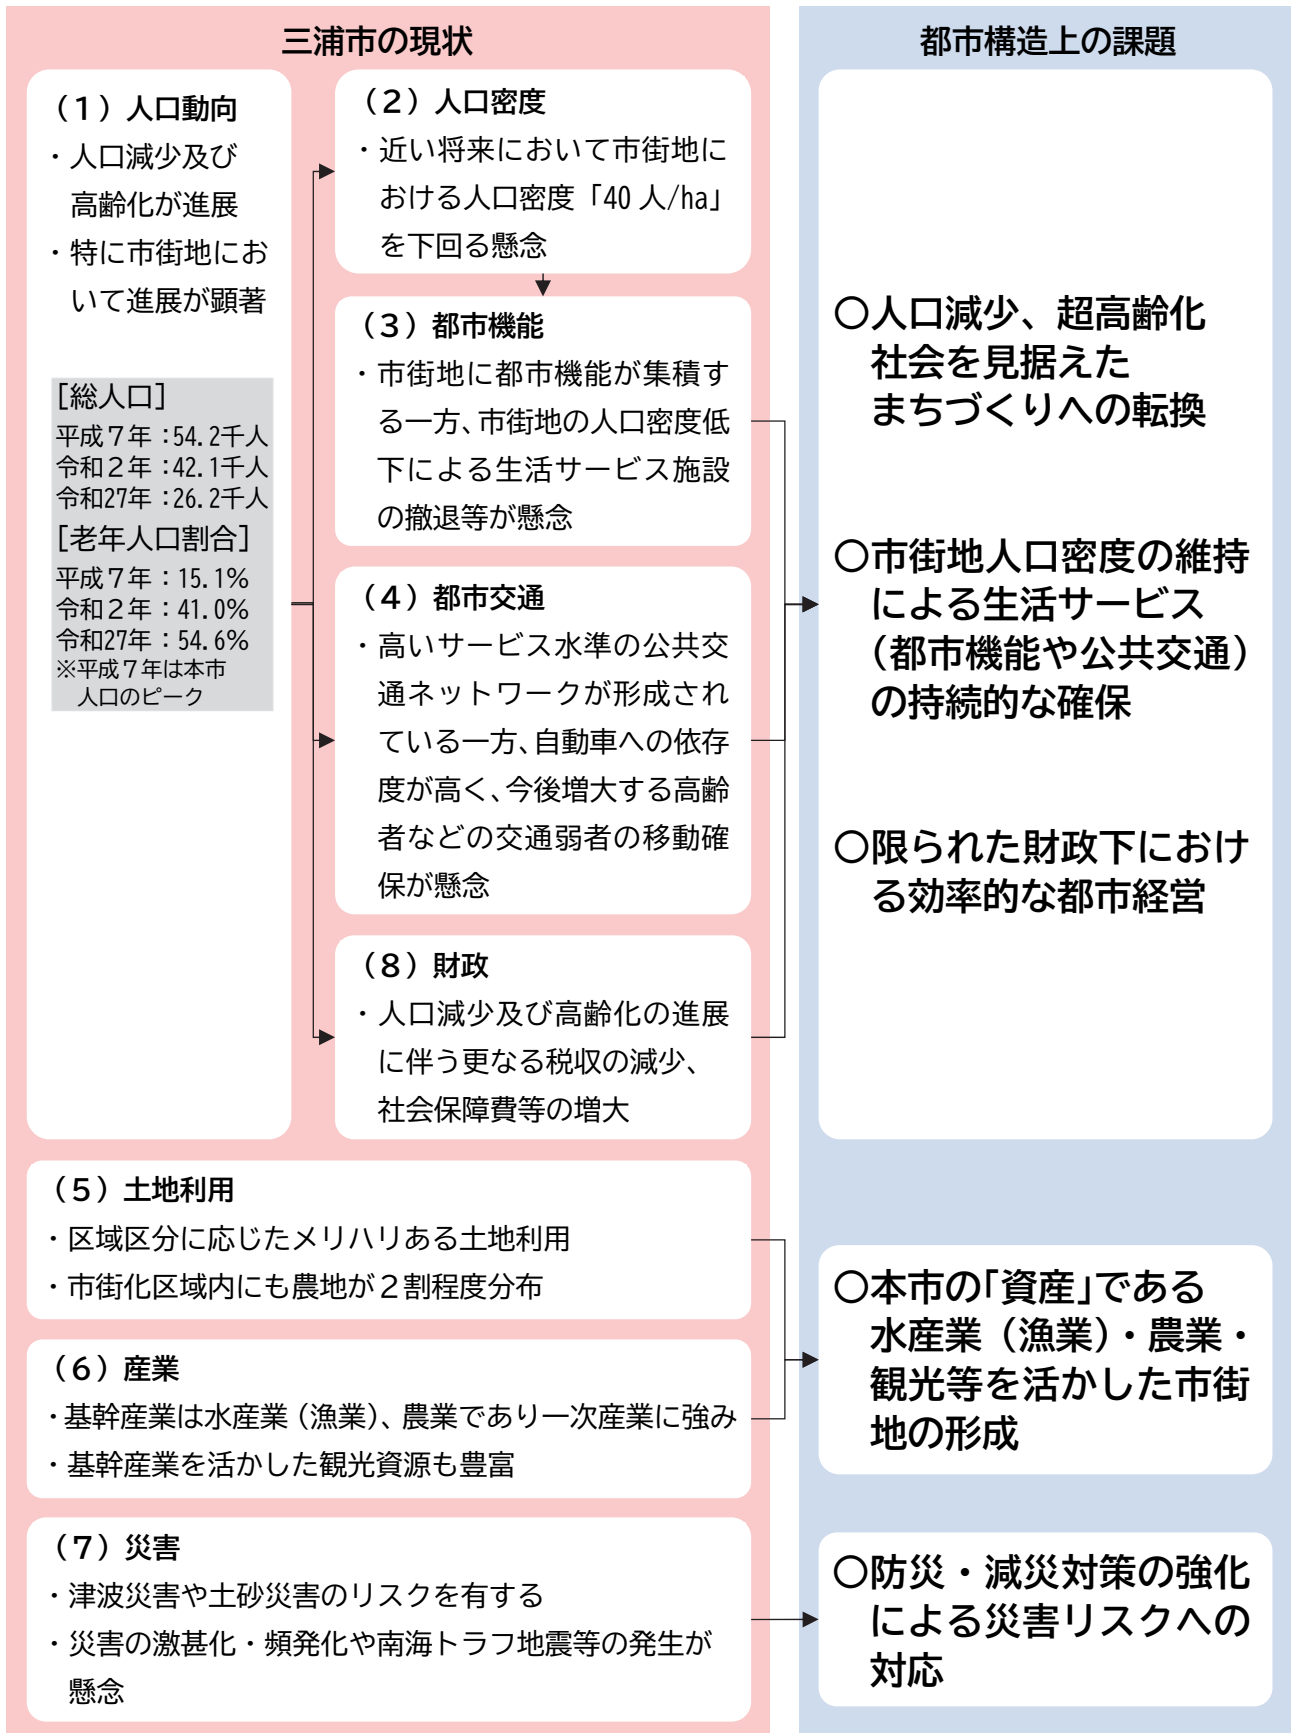 三浦市の現状
(1)人口動向
・人口減少及び
高齢化が進展
・特に市街地にお
いて進展が顕著
[総人口]
平成7年:54.2千人
令和2年:42.1千人
令和27年:26.2千人
[老年人口割合]
平成7年:15.1%
令和2年:41.0%
令和27年:54.6%
※平成7年は本市
人口のピーク
(2)人口密度
・近い将来において市街地に
おける人口密度「40人/ha」
を下回る懸念
(3)都市機能
・市街地に都市機能が集積す
る一方、市街地の人口密度低
下による生活サービス施設
の撤退等が懸念
(4)都市交通
・高いサービス水準の公共交
通ネットワークが形成され
ている一方、自動車への依存
度が高く、今後増大する高齢
者などの交通弱者の移動確
保が懸念
(8)財政
・人口減少及び高齢化の進展
に伴う更なる税収の減少、
社会保障費等の増大
(5)土地利用
・区域区分に応じたメリハリある土地利用
・市街化区域内にも農地が2割程度分布
(6)産業
・基幹産業は水産業(漁業)、農業であり一次産業に強み
・基幹産業を活かした観光資源も豊富
(7)災害
・津波災害や土砂災害のリスクを有する
・災害の激甚化・頻発化や南海トラフ地震等の発生が
懸念
都市構造上の課題
〇人口減少、超高齢化
社会を見据えた
まちづくりへの転換
〇市街地人口密度の維持
による生活サービス
(都市機能や公共交通)
の持続的な確保
〇限られた財政下におけ
る効率的な都市経営
〇本市の「資産」である
水産業(漁業)・農業・
観光等を活かした市街
地の形成
〇防災・減災対策の強化
による災害リスクへの
対応